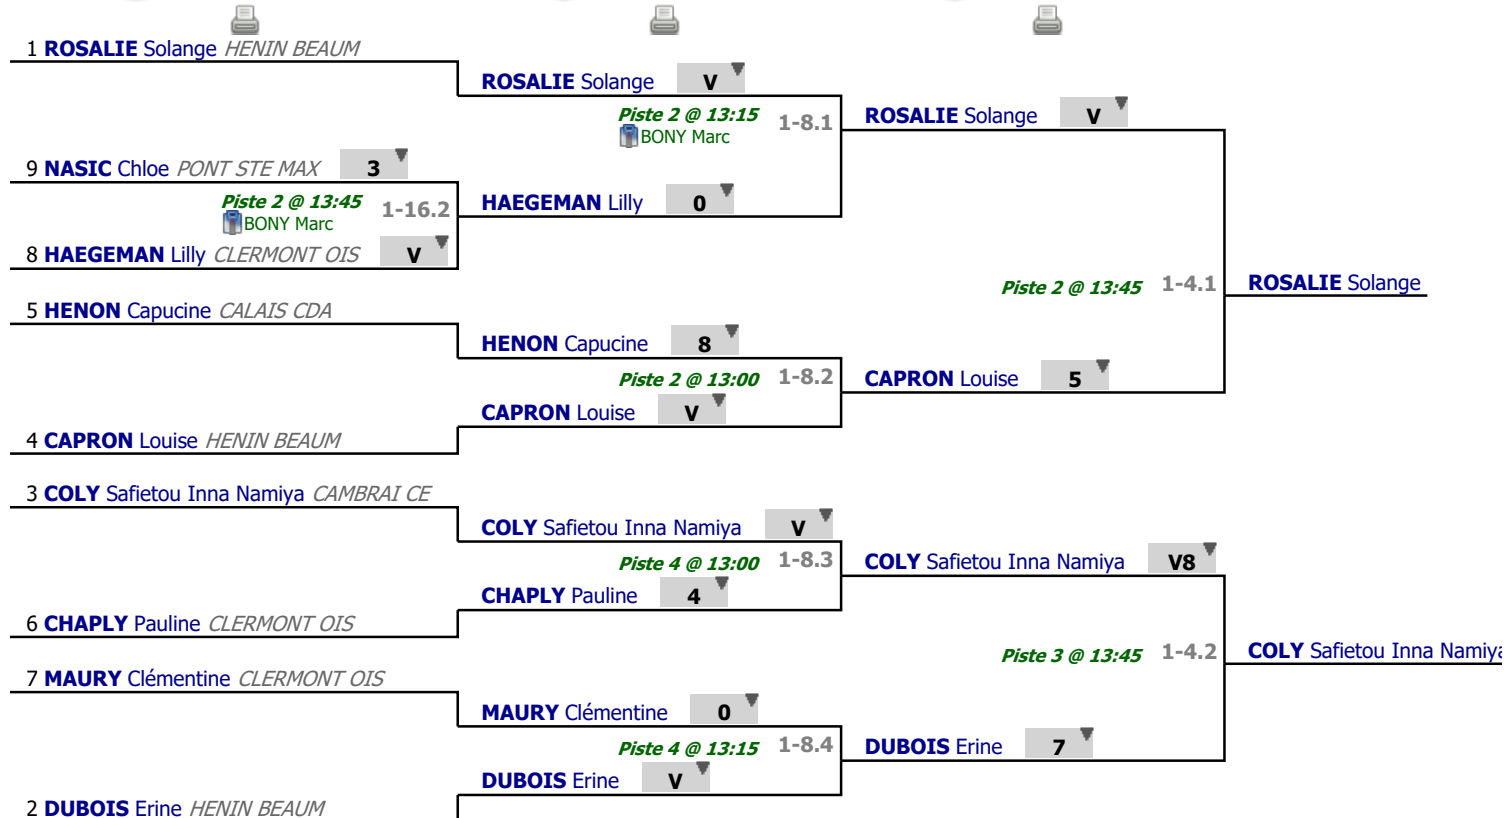 1 ROSALIE Solange HENIN BEAUM
9 NASIC Chloe PONT STE MAX 3
Piste 2 @ 13:45 1-16.2
BONY Marc
8 HAEGEMAN Lilly CLERMONT OIS V
5 HENON Capucine CALAIS CDA
4 CAPRON Louise HENIN BEAUM
3 COLY Safietou Inna Namiya CAMBRAI CE
6 CHAPLY Pauline CLERMONT OIS
7 MAURY Clémentine CLERMONT OIS
2 DUBOIS Erine HENIN BEAUM
ROSALIE Solange V
Piste 2 @ 13:15 1-8.1
BONY Marc
HAEGEMAN Lilly 0
HENON Capucine 8
Piste 2 @ 13:00 1-8.2
CAPRON Louise V
COLY Safietou Inna Namiya V
Piste 4 @ 13:00 1-8.3
CHAPLY Pauline 4
MAURY Clémentine 0
Piste 4 @ 13:15 1-8.4
DUBOIS Erine V
ROSALIE Solange V
Piste 2 @ 13:45 1-4.1
CAPRON Louise 5
COLY Safietou Inna Namiya V8
Piste 3 @ 13:45 1-4.2
DUBOIS Erine 7
ROSALIE Solange
COLY Safietou Inna Namiya